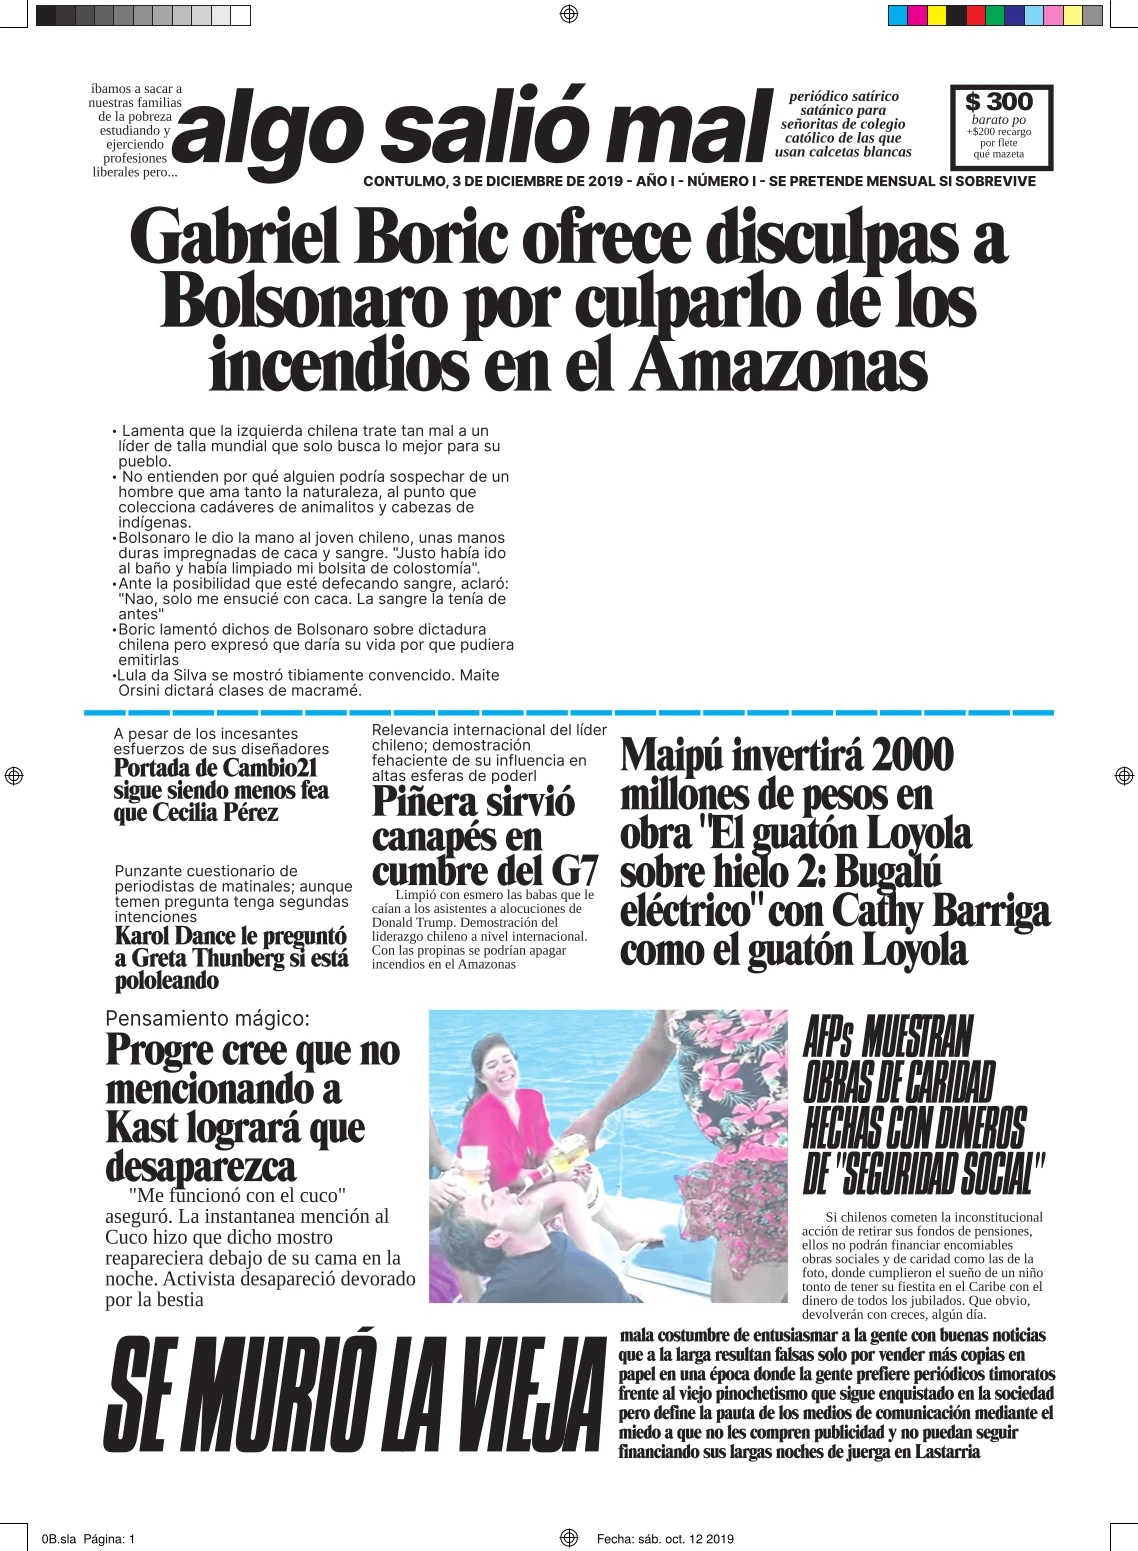 íbamos a sacar a
nuestras familias
de la pobreza
estudiando y
ejerciendo
profesiones
liberales pero...
algo salió mal
periódico satírico
satánico para
señoritas de colegio
católico de las que
usan calcetas blancas
$ 300
barato po
+$200 recargo
por flete
qué mazeta
CONTULMO, 3 DE DICIEMBRE DE 2019 - AÑO I - NÚMERO I - SE PRETENDE MENSUAL SI SOBREVIVE
Gabriel Boric ofrece disculpas a
Bolsonaro por culparlo de los
incendios en el Amazonas
• Lamenta que la izquierda chilena trate tan mal a un
líder de talla mundial que solo busca lo mejor para su
pueblo.
• No entienden por qué alguien podría sospechar de un
hombre que ama tanto la naturaleza, al punto que
colecciona cadáveres de animalitos y cabezas de
indígenas.
•Bolsonaro le dio la mano al joven chileno, unas manos
duras impregnadas de caca y sangre. "Justo había ido
al baño y había limpiado mi bolsita de colostomía".
•Ante la posibilidad que esté defecando sangre, aclaró:
"Nao, solo me ensucié con caca. La sangre la tenía de
antes"
•Boric lamentó dichos de Bolsonaro sobre dictadura
chilena pero expresó que daría su vida por que pudiera
emitirlas
•Lula da Silva se mostró tibiamente convencido. Maite
Orsini dictará clases de macramé.
A pesar de los incesantes
esfuerzos de sus diseñadores
Portada de Cambio21
sigue siendo menos fea
que Cecilia Pérez
Punzante cuestionario de
periodistas de matinales; aunque
temen pregunta tenga segundas
intenciones
Karol Dance le preguntó
a Greta Thunberg si está
pololeando
Relevancia internacional del líder
chileno; demostración
fehaciente de su influencia en
altas esferas de poderl
Piñera sirvió
canapés en
cumbre del G7
Limpió con esmero las babas que le
caían a los asistentes a alocuciones de
Donald Trump. Demostración del
liderazgo chileno a nivel internacional.
Con las propinas se podrían apagar
incendios en el Amazonas
Maipú invertirá 2000
millones de pesos en
obra "El guatón Loyola
sobre hielo 2: Bugalú
eléctrico" con Cathy Barriga
como el guatón Loyola
Pensamiento mágico:
Progre cree que no
mencionando a
Kast logrará que
desaparezca
"Me funcionó con el cuco"
aseguró. La instantanea mención al
Cuco hizo que dicho mostro
reapareciera debajo de su cama en la
noche. Activista desapareció devorado
por la bestia
AFPs MUESTRAN
OBRAS DE CARIDAD
HECHAS CON DINEROS
DE "SEGURIDAD SOCIAL"
Si chilenos cometen la inconstitucional
acción de retirar sus fondos de pensiones,
ellos no podrán financiar encomiables
obras sociales y de caridad como las de la
foto, donde cumplieron el sueño de un niño
tonto de tener su fiestita en el Caribe con el
dinero de todos los jubilados. Que obvio,
devolverán con creces, algún día.
SE MURIÓ LA VIEJA
mala costumbre de entusiasmar a la gente con buenas noticias
que a la larga resultan falsas solo por vender más copias en
papel en una época donde la gente prefiere periódicos timoratos
frente al viejo pinochetismo que sigue enquistado en la sociedad
pero define la pauta de los medios de comunicación mediante el
miedo a que no les compren publicidad y no puedan seguir
financiando sus largas noches de juerga en Lastarria
0B.sla Página: 1
Fecha: sáb. oct. 12 2019